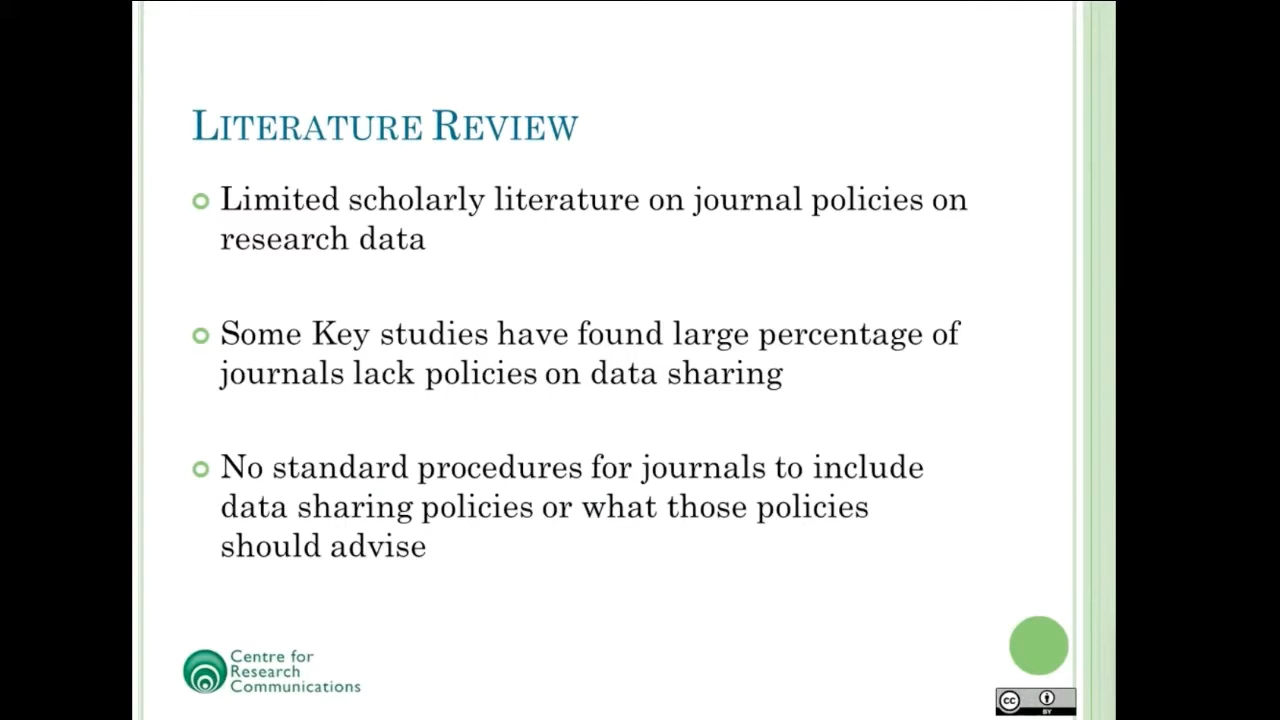 LITERATURE REVIEW
Limited scholarly literature on journal policies on
research data
Some Key studies have found large percentage of
journals lack policies on data sharing
No standard procedures for journals to include
data sharing policies or what those policies
should advise
Centre for
Research
Communications
cc
BY